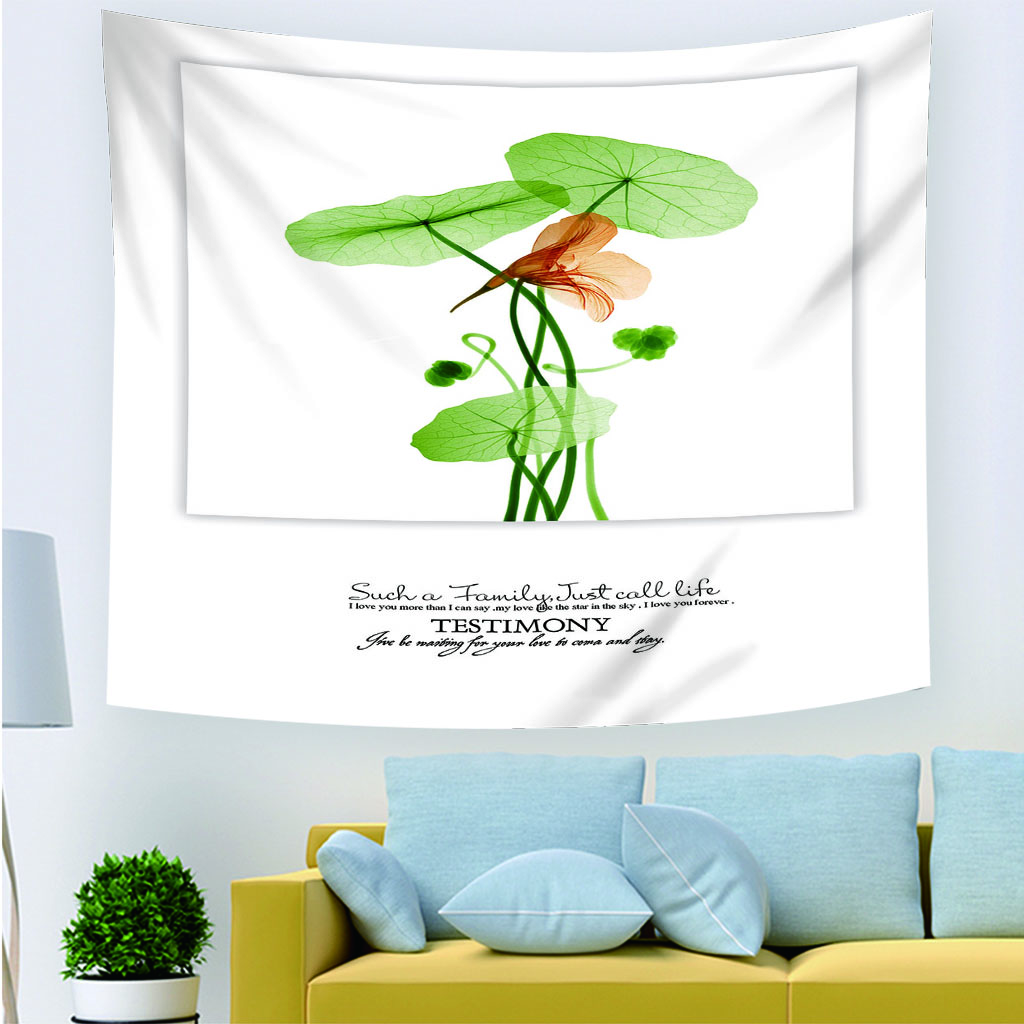 Such a Family, Just call life
I love you more than I can say .my love like the star in the sky . I love you forever .
TESTIMONY
I've be waiting for your love to coma and stay.